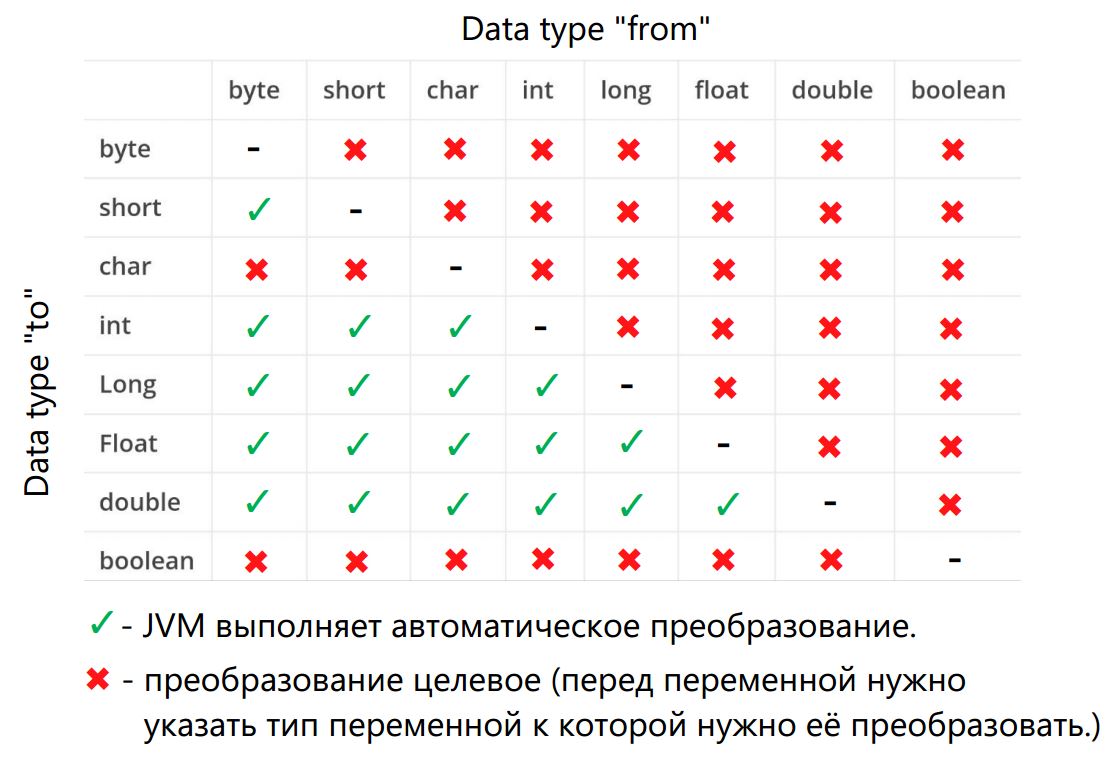 Data type "from"
byte short char int long float double boolean
Data type "to"
byte - ✖ ✖ ✖ ✖ ✖ ✖ ✖
short ✓ - ✖ ✖ ✖ ✖ ✖ ✖
char ✖ ✖ - ✖ ✖ ✖ ✖ ✖
int ✓ ✓ ✓ - ✖ ✖ ✖ ✖
Long ✓ ✓ ✓ ✓ - ✖ ✖ ✖
Float ✓ ✓ ✓ ✓ ✓ - ✖ ✖
double ✓ ✓ ✓ ✓ ✓ ✓ - ✖
boolean ✖ ✖ ✖ ✖ ✖ ✖ ✖ -
✓ - JVM выполняет автоматическое преобразование.
✖ - преобразование целевое (перед переменной нужно
указать тип переменной к которой нужно её преобразовать.)